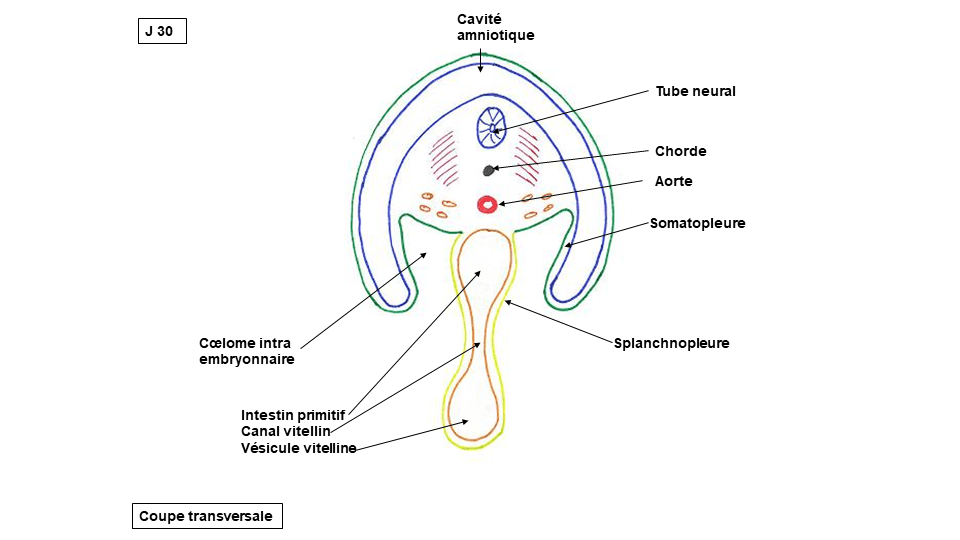 J 30
Cavité
amniotique
Tube neural
Chorde
Aorte
Somatopleure
Cœlome intra
embryonnaire
Splanchnopleure
Intestin primitif
Canal vitellin
Vésicule vitelline
Coupe transversale